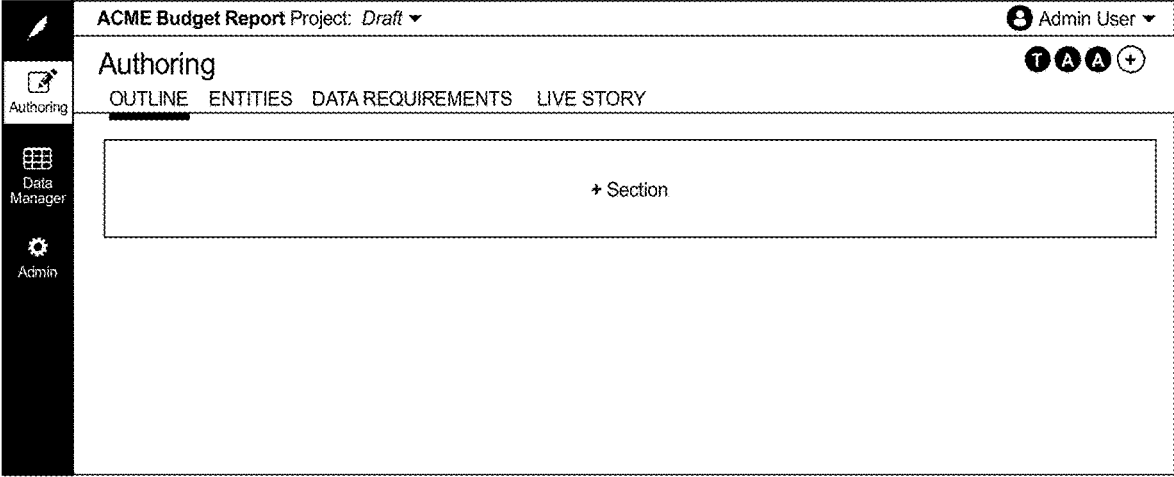 ACME Budget Report Project: Draft
Admin User
Authoring
T A A +
OUTLINE ENTITIES DATA REQUIREMENTS LIVE STORY
+ Section
Authoring
Data
Manager
Admin